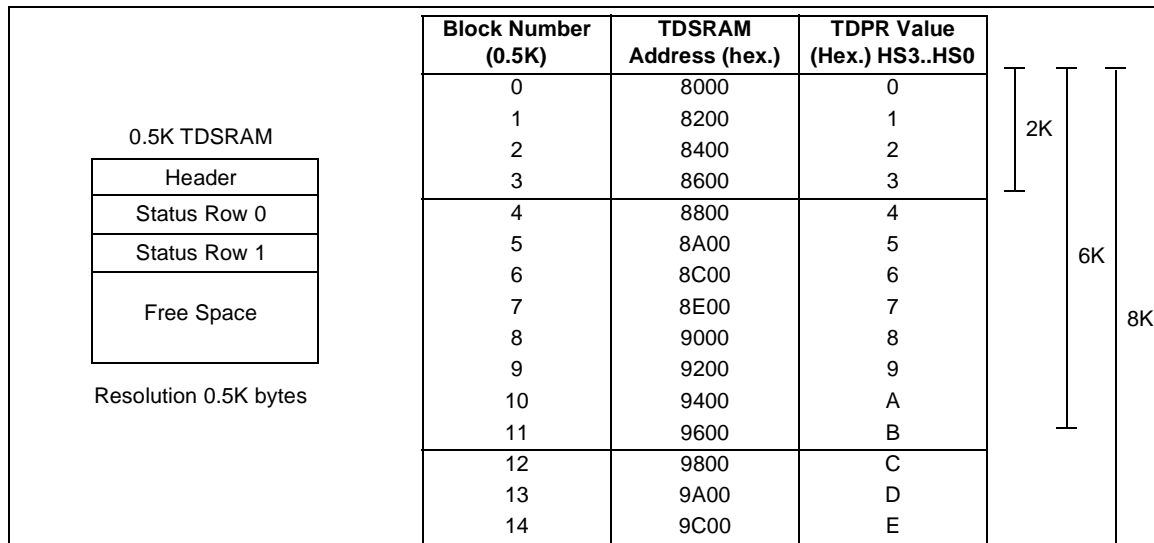 0.5K TDSRAM
Header
Status Row 0
Status Row 1
Free Space
Resolution 0.5K bytes
Block Number (0.5K) TDSRAM Address (hex.) TDPR Value (Hex.) HS3..HS0
0 8000 0
1 8200 1
2 8400 2
3 8600 3
4 8800 4
5 8A00 5
6 8C00 6
7 8E00 7
8 9000 8
9 9200 9
10 9400 A
11 9600 B
12 9800 C
13 9A00 D
14 9C00 E
2K
6K
8K